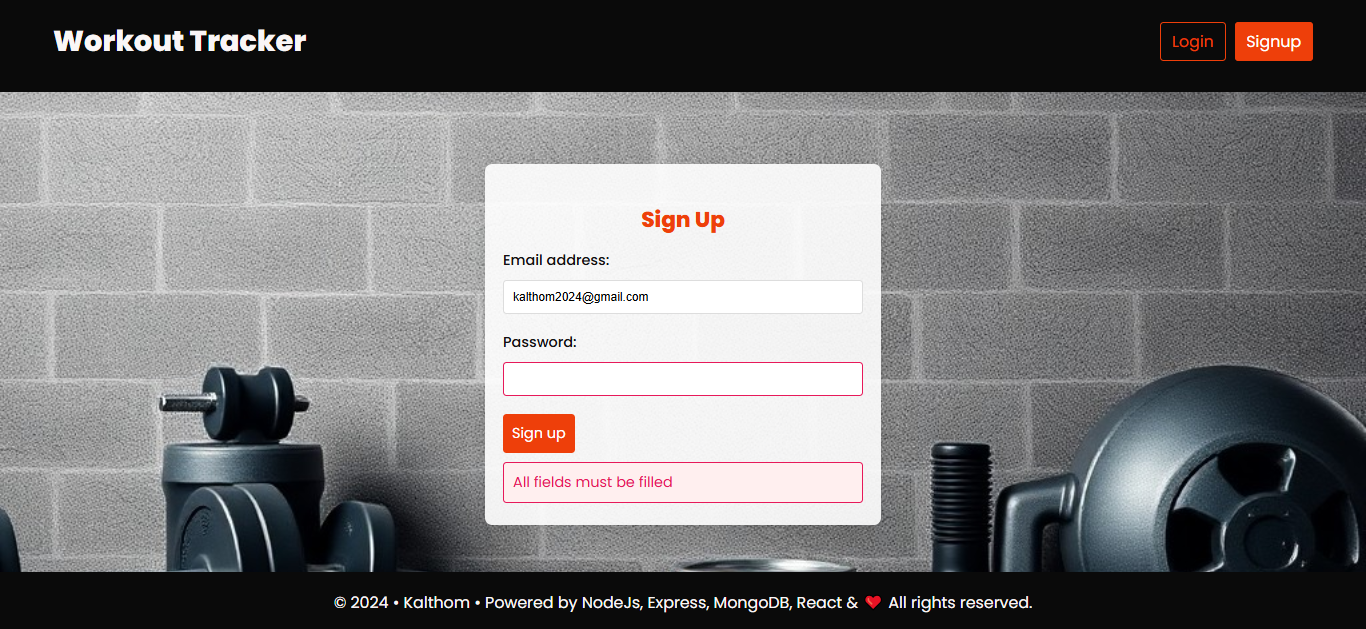 Workout Tracker
Login
Signup
Sign Up
Email address:
kalthom2024@gmail.com
Password:
Sign up
All fields must be filled
© 2024 • Kalthom • Powered by NodeJs, Express, MongoDB, React & ❤ All rights reserved.